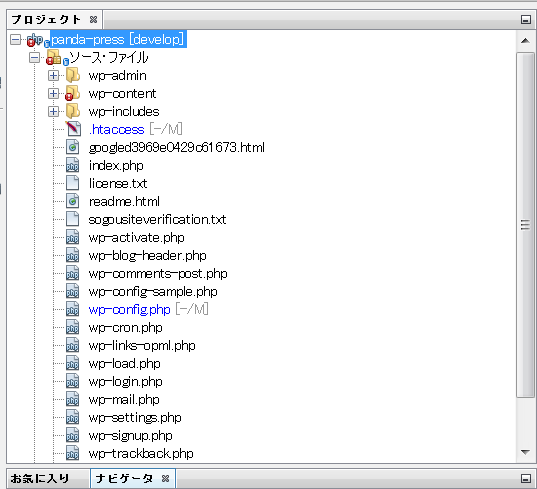 プロジェクト
panda-press [develop]
ソース・ファイル
wp-admin
wp-content
wp-includes
.htaccess [-/M]
googled3969e0429c61673.html
index.php
license.txt
readme.html
sogousiteverification.txt
wp-activate.php
wp-blog-header.php
wp-comments-post.php
wp-config-sample.php
wp-config.php [-/M]
wp-cron.php
wp-links-opml.php
wp-load.php
wp-login.php
wp-mail.php
wp-settings.php
wp-signup.php
wp-trackback.php
お気に入り ナビゲータ